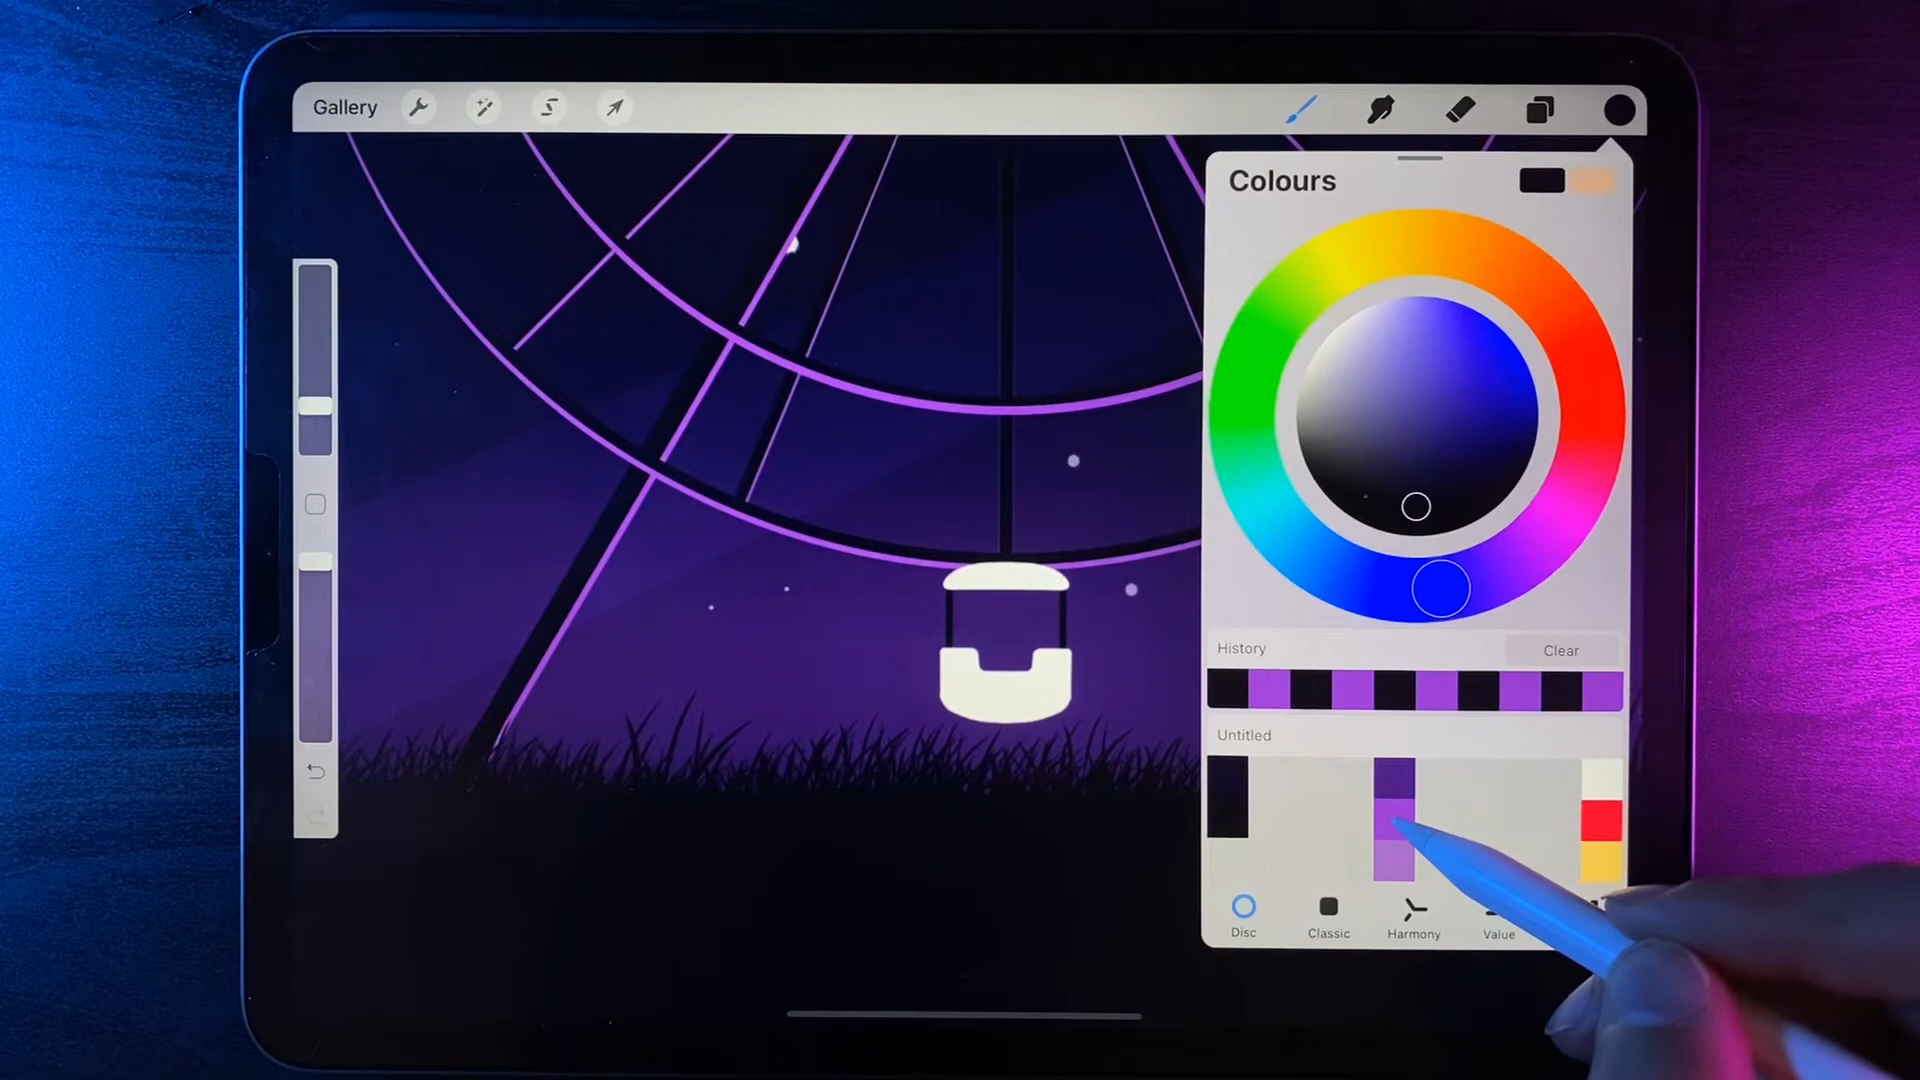 Gallery
Colours
History
Clear
Untitled
Disc
Classic
Harmony
Value